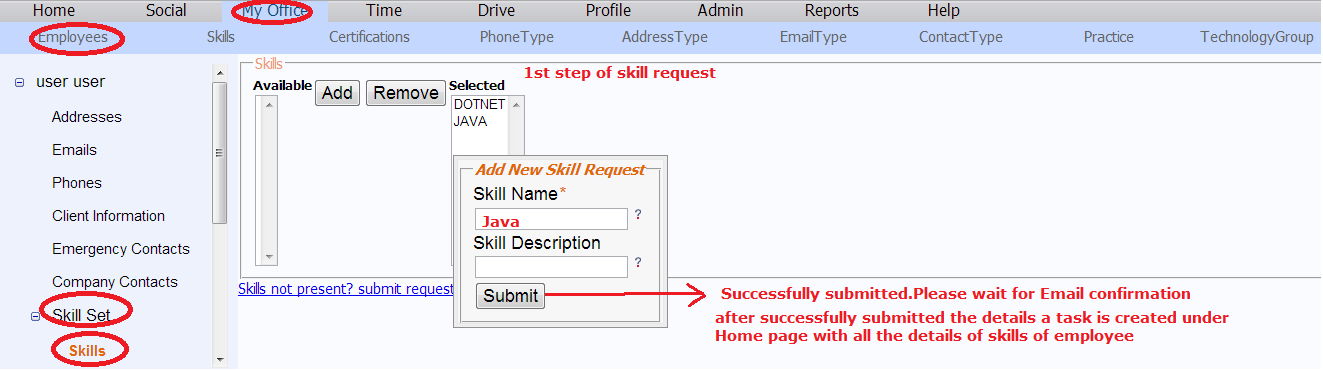 Home Social My Office Time Drive Profile Admin Reports Help
Employees Skills Certifications PhoneType AddressType EmailType ContactType Practice TechnologyGroup
user user
Addresses
Emails
Phones
Client Information
Emergency Contacts
Company Contacts
Skill Set
Skills
Skills
1st step of skill request
Available Add Remove Selected
DOTNET
JAVA
Add New Skill Request
Skill Name*
Java ?
Skill Description
?
Skills not present? submit request
Submit
Successfully submitted.Please wait for Email confirmation
after successfully submitted the details a task is created under
Home page with all the details of skills of employee